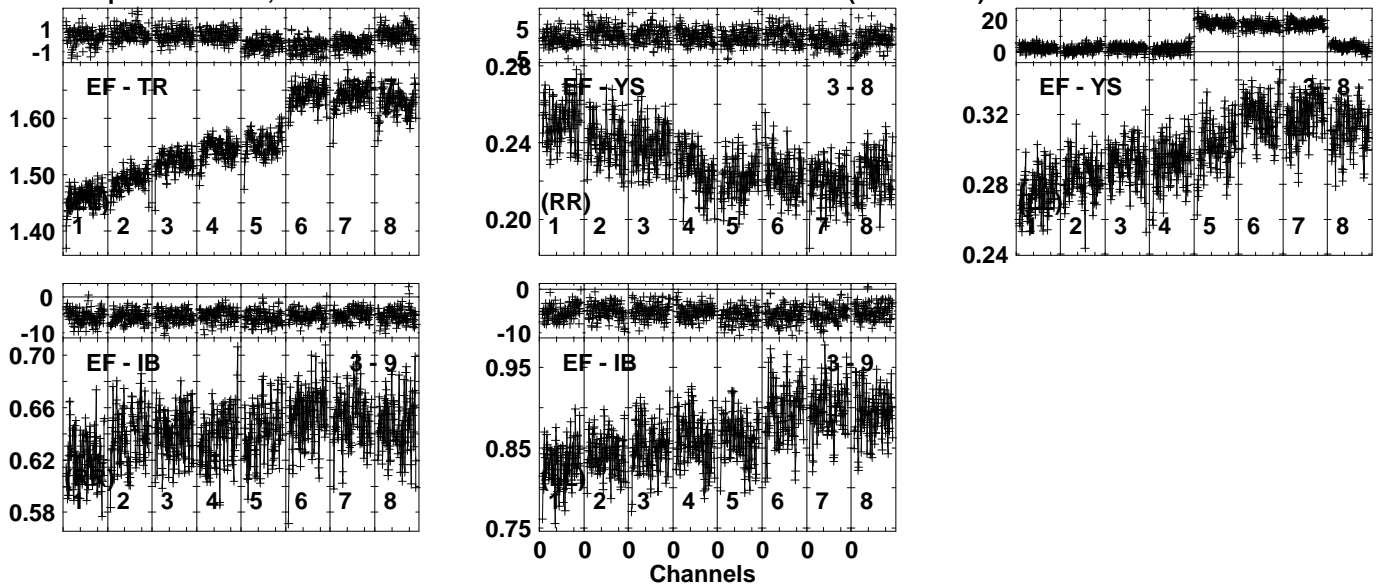 1
-1
EF - TR
7
1.60
1.50
1.40
1 2 3 4 5 6 7 8
5
5
0.28
EF - YS 3 - 8
0.24
(RR)
0.20
1 2 3 4 5 6 7 8
20
0
EF - YS 3 - 8
0.32
0.28
0.24
1 2 3 4 5 6 7 8
0
-10
0.70
EF - IB 3 - 9
0.66
0.62
0.58
1 2 3 4 5 6 7 8
0
-10
EF - IB 3 - 9
0.95
0.85
0.75
1 2 3 4 5 6 7 8
0 0 0 0 0 0 0 0
Channels